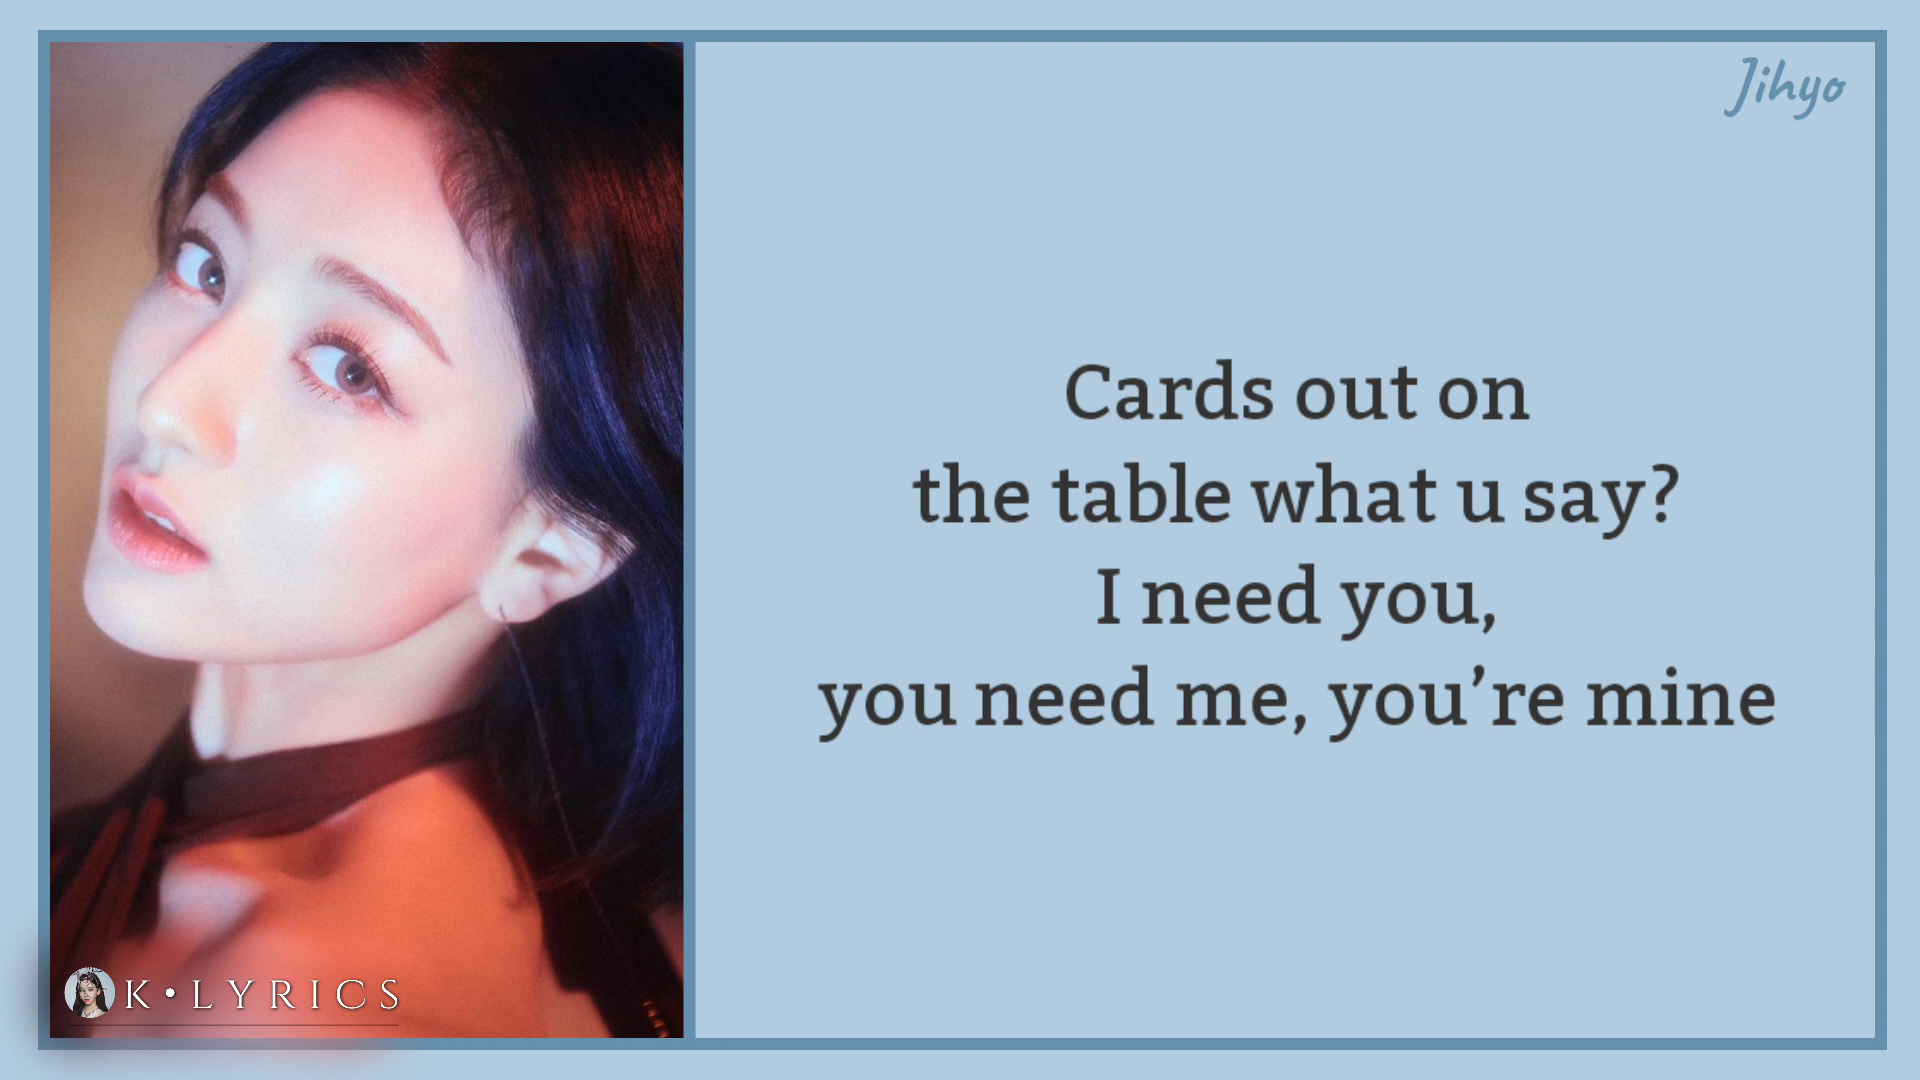 Jihyo
Cards out on
the table what u say?
I need you,
you need me, you’re mine
K•LYRICS